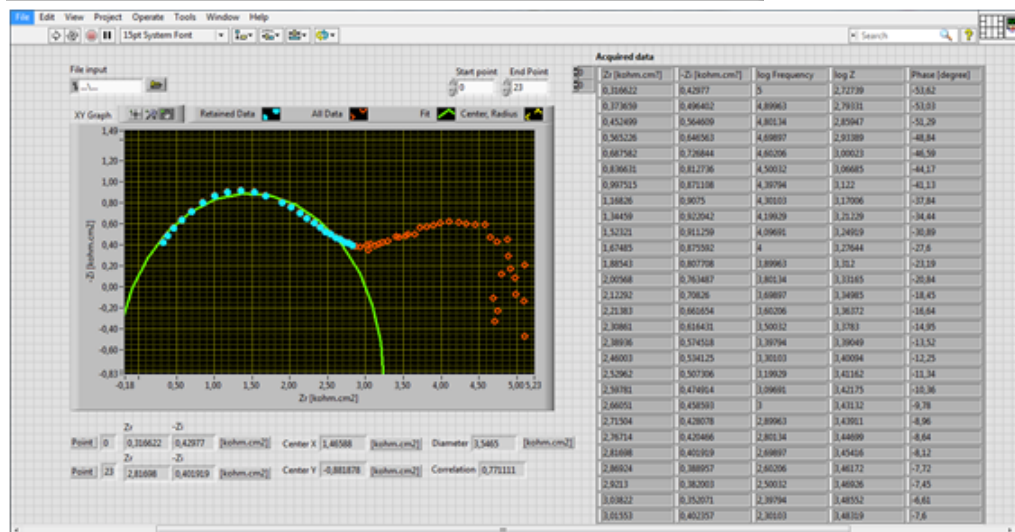 File Edit View Project Operate Tools Window Help
15pt System Font Search
Acquired data
File input
Start point End Point
0 23
XY Graph Retained Data All Data Fit Center, Radius
1,49
1,20
1,00
0,80
0,60
0,40
0,20
0,00
-0,20
-0,40
-0,60
-0,83
-Zi [kohm.cm2]
-0,18 0,50 1,00 1,50 2,00 2,50 3,00 3,50 4,00 4,50 5,00 5,23
Zr [kohm.cm2]
Zr -Zi
Point 0 0,316622 0,42977 [kohm.cm2] Center X 1,46588 [kohm.cm2] Diameter 3,5465 [kohm.cm2]
Zr -Zi
Point 23 2,81698 0,401919 [kohm.cm2] Center Y -0,881878 [kohm.cm2] Correlation 0,771111
Zr [kohm.cm?] -Zi [kohm.cm?] log Frequency log Z Phase [degree]
0,316622 0,42977 5 2,72739 -53,62
0,373659 0,496402 4,89963 2,79331 -53,03
0,452499 0,564609 4,80134 2,85947 -51,29
0,565226 0,646563 4,69897 2,93389 -48,84
0,687582 0,726844 4,60206 3,00023 -46,59
0,836631 0,812736 4,50032 3,06685 -44,17
0,997515 0,871108 4,39794 3,122 -41,13
1,16826 0,9075 4,30103 3,17006 -37,84
1,34459 0,922042 4,19929 3,21229 -34,44
1,52321 0,911259 4,09691 3,24919 -30,89
1,67485 0,875592 4 3,27644 -27,6
1,88543 0,807708 3,89963 3,312 -23,19
2,00568 0,763487 3,80134 3,33165 -20,84
2,12292 0,70826 3,69897 3,34985 -18,45
2,21383 0,661654 3,60206 3,36372 -16,64
2,30861 0,616431 3,50032 3,3783 -14,95
2,38936 0,574518 3,39794 3,39049 -13,52
2,46003 0,534125 3,30103 3,40094 -12,25
2,52962 0,507306 3,19929 3,41162 -11,34
2,59781 0,474914 3,09691 3,42175 -10,36
2,66051 0,458593 3 3,43132 -9,78
2,71504 0,428078 2,89963 3,43911 -8,96
2,76714 0,420466 2,80134 3,44699 -8,64
2,81698 0,401919 2,69897 3,45416 -8,12
2,86924 0,388957 2,60206 3,46172 -7,72
2,9213 0,382003 2,50032 3,46926 -7,45
3,03822 0,352071 2,39794 3,48552 -6,61
3,01553 0,402357 2,30103 3,48319 -7,6